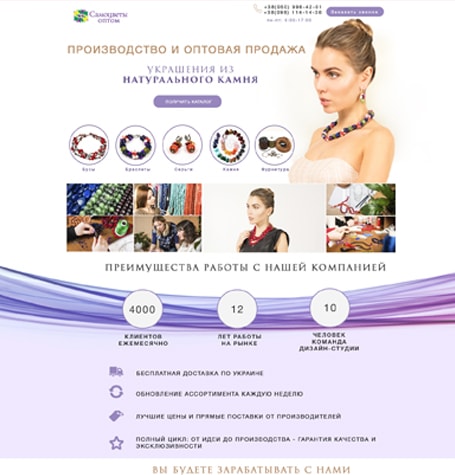 Самоцветы
оптом
+38(050) 996-42-01
+38(098) 114-14-28
пн.-пт. 9.00-17.00
Заказать звонок
ПРОИЗВОДСТВО И ОПТОВАЯ ПРОДАЖА
УКРАШЕНИЯ ИЗ
НАТУРАЛЬНОГО КАМНЯ
ПОЛУЧИТЬ КАТАЛОГ
Бусы Браслеты Серьги Камни Фурнитура
ПРЕИМУЩЕСТВА РАБОТЫ С НАШЕЙ КОМПАНИЕЙ
4000 12 10
КЛИЕНТОВ
ЕЖЕМЕСЯЧНО
ЛЕТ РАБОТЫ
НА РЫНКЕ
ЧЕЛОВЕК
КОМАНДА
ДИЗАЙН-СТУДИИ
БЕСПЛАТНАЯ ДОСТАВКА ПО УКРАИНЕ
ОБНОВЛЕНИЕ АССОРТИМЕНТА КАЖДУЮ НЕДЕЛЮ
ЛУЧШИЕ ЦЕНЫ И ПРЯМЫЕ ПОСТАВКИ ОТ ПРОИЗВОДИТЕЛЕЙ
ПОЛНЫЙ ЦИКЛ: ОТ ИДЕИ ДО ПРОИЗВОДСТВА - ГАРАНТИЯ КАЧЕСТВА И
ЭКСКЛЮЗИВНОСТИ
ВЫ БУДЕТЕ ЗАРАБАТЫВАТЬ С НАМИ